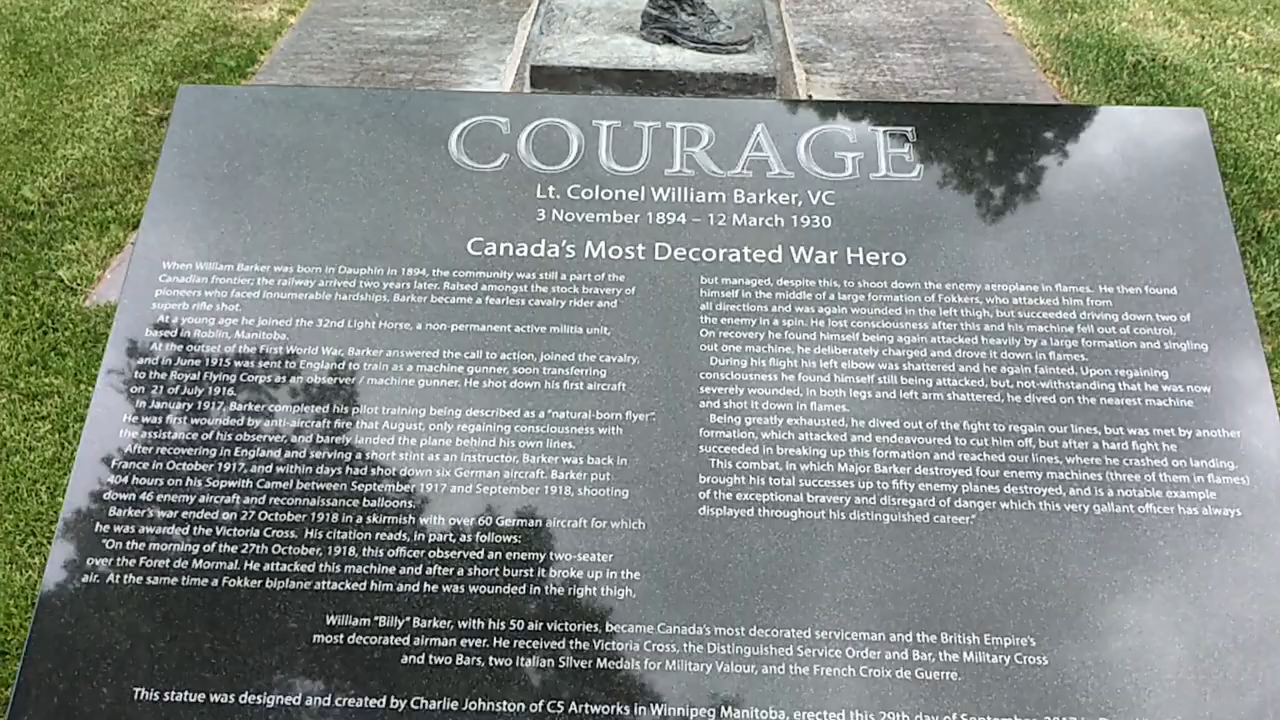 COURAGE
Lt. Colonel William Barker, VC
3 November 1894 – 12 March 1930
Canada's Most Decorated War Hero
When William Barker was born in Dauphin in 1894, the community was still a part of the
Canadian frontier; the railway arrived two years later. Raised amongst the stock bravery of
pioneers who faced innumerable hardships, Barker became a fearless cavalry rider and
superb rifle shot.
At a young age he joined the 32nd Light Horse, a non-permanent active militia unit,
based in Roblin, Manitoba.
At the outset of the First World War, Barker answered the call to action, joined the cavalry,
and in June 1915 was sent to England to train as a machine gunner, soon transferring
to the Royal Flying Corps as an observer / machine gunner. He shot down his first aircraft
on 21 of July 1916.
In January 1917, Barker completed his pilot training being described as a "natural-born flyer".
He was first wounded by anti-aircraft fire that August, only regaining consciousness with
the assistance of his observer, and barely landed the plane behind his own lines.
After recovering in England and serving a short stint as an instructor, Barker was back in
France in October 1917, and within days had shot down six German aircraft. Barker put
404 hours on his Sopwith Camel between September 1917 and September 1918, shooting
down 46 enemy aircraft and reconnaissance balloons.
Barker's war ended on 27 October 1918 in a skirmish with over 60 German aircraft for which
he was awarded the Victoria Cross. His citation reads, in part, as follows:
"On the morning of the 27th October, 1918, this officer observed an enemy two-seater
over the Foret de Mormal. He attacked this machine and after a short burst it broke up in the
air. At the same time a Fokker biplane attacked him and he was wounded in the right thigh,
but managed, despite this, to shoot down the enemy aeroplane in flames. He then found
himself in the middle of a large formation of Fokkers, who attacked him from
all directions and was again wounded in the left thigh, but succeeded driving down two of
the enemy in a spin. He lost consciousness after this and his machine fell out of control.
On recovery he found himself being again attacked heavily by a large formation and singling
out one machine, he deliberately charged and drove it down in flames.
During his flight his left elbow was shattered and he again fainted. Upon regaining
consciousness he found himself still being attacked, but, not-withstanding that he was now
severely wounded, in both legs and left arm shattered, he dived on the nearest machine
and shot it down in flames.
Being greatly exhausted, he dived out of the fight to regain our lines, but was met by another
formation, which attacked and endeavoured to cut him off, but after a hard fight he
succeeded in breaking up this formation and reached our lines, where he crashed on landing.
This combat, in which Major Barker destroyed four enemy machines (three of them in flames)
brought his total successes up to fifty enemy planes destroyed, and is a notable example
of the exceptional bravery and disregard of danger which this very gallant officer has always
displayed throughout his distinguished career."
William "Billy" Barker, with his 50 air victories, became Canada's most decorated serviceman and the British Empire's
most decorated airman ever. He received the Victoria Cross, the Distinguished Service Order and Bar, the Military Cross
and two Bars, two Italian Silver Medals for Military Valour, and the French Croix de Guerre.
This statue was designed and created by Charlie Johnston of C5 Artworks in Winnipeg Manitoba, erected this 29th day of